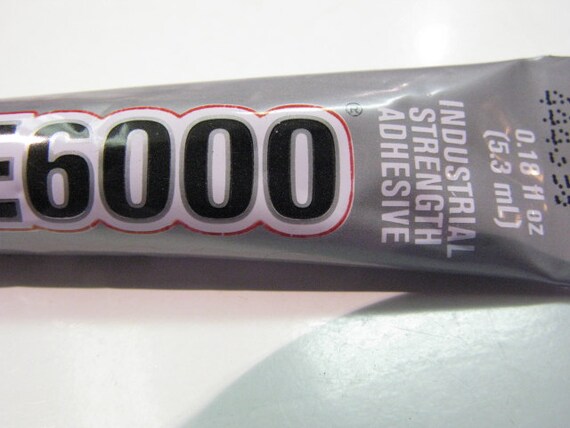 E6000®
INDUSTRIAL
STRENGTH
ADHESIVE
0.18 fl oz
(5.3 mL)